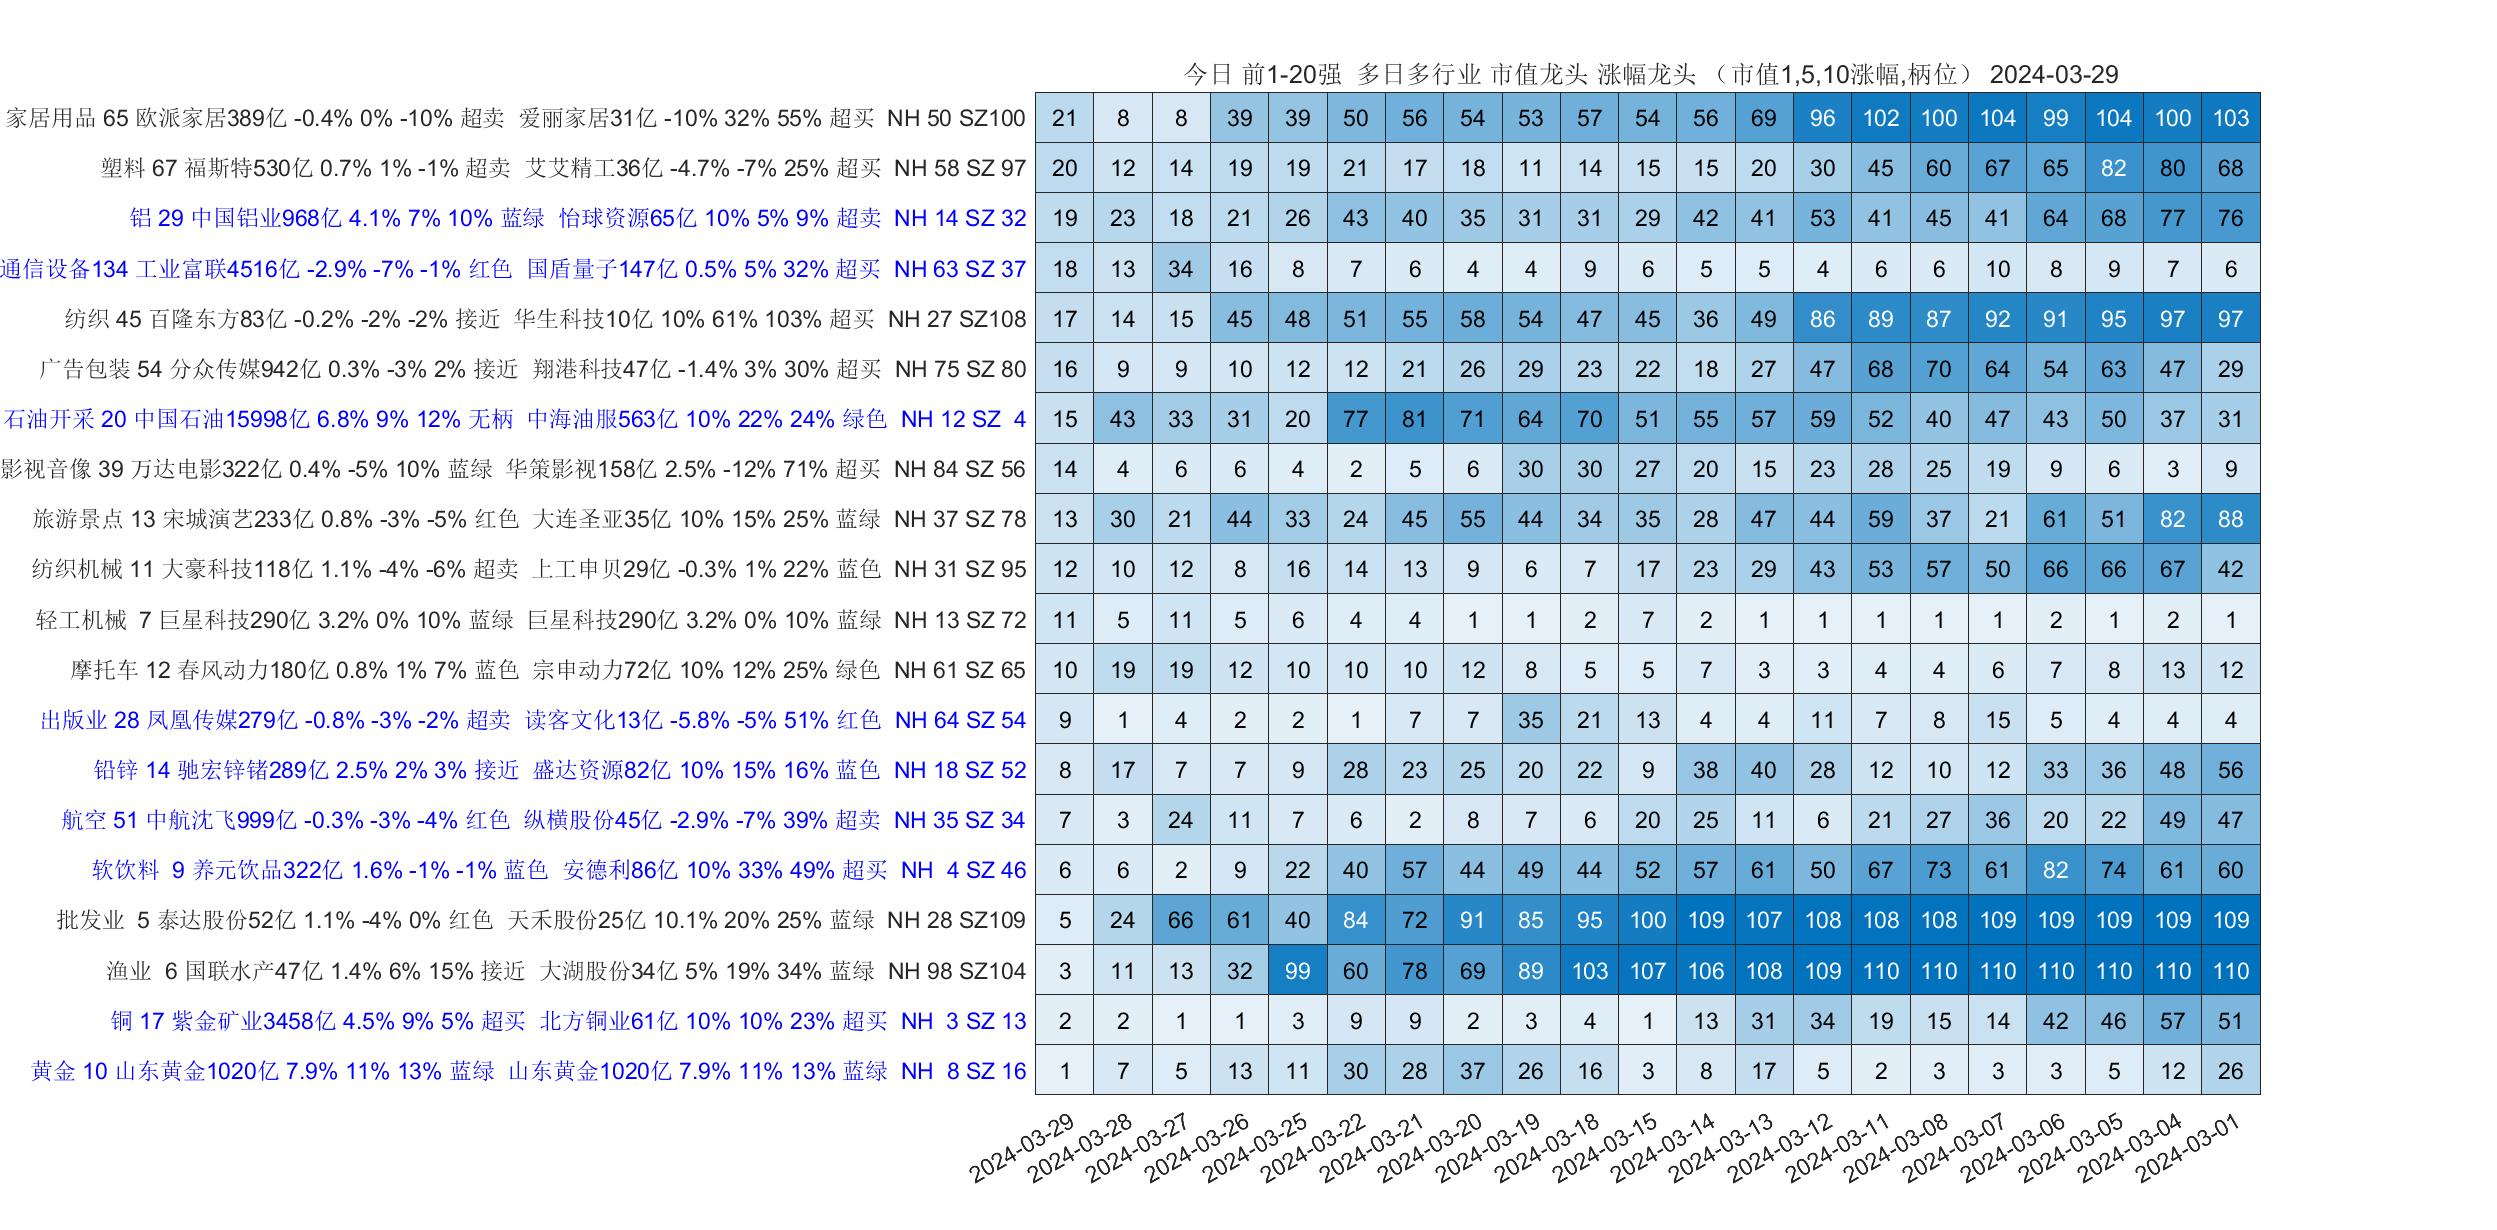 今日 前1-20强 多日多行业 市值龙头 涨幅龙头 （市值1,5,10涨幅,柄位） 2024-03-29
家居用品 65 欧派家居389亿 -0.4% 0% -10% 超卖 爱丽家居31亿 -10% 32% 55% 超买 NH 50 SZ100 21 8 8 39 39 50 56 54 53 57 54 56 69 96 102 100 104 99 104 100 103
塑料 67 福斯特530亿 0.7% 1% -1% 超卖 艾艾精工36亿 -4.7% -7% 25% 超买 NH 58 SZ 97 20 12 14 19 19 21 17 18 11 14 15 15 20 30 45 60 67 65 82 80 68
铝 29 中国铝业968亿 4.1% 7% 10% 蓝绿 怡球资源65亿 10% 5% 9% 超卖 NH 14 SZ 32 19 23 18 21 26 43 40 35 31 31 29 42 41 53 41 45 41 64 68 77 76
通信设备134 工业富联4516亿 -2.9% -7% -1% 红色 国盾量子147亿 0.5% 5% 32% 超买 NH 63 SZ 37 18 13 34 16 8 7 6 4 4 9 6 5 5 4 6 6 10 8 9 7 6
纺织 45 百隆东方83亿 -0.2% -2% -2% 接近 华生科技10亿 10% 61% 103% 超买 NH 27 SZ108 17 14 15 45 48 51 55 58 54 47 45 36 49 86 89 87 92 91 95 97 97
广告包装 54 分众传媒942亿 0.3% -3% 2% 接近 翔港科技47亿 -1.4% 3% 30% 超买 NH 75 SZ 80 16 9 9 10 12 12 21 26 29 23 22 18 27 47 68 70 64 54 63 47 29
石油开采 20 中国石油15998亿 6.8% 9% 12% 无柄 中海油服563亿 10% 22% 24% 绿色 NH 12 SZ 4 15 43 33 31 20 77 81 71 64 70 51 55 57 59 52 40 47 43 50 37 31
影视音像 39 万达电影322亿 0.4% -5% 10% 蓝绿 华策影视158亿 2.5% -12% 71% 超买 NH 84 SZ 56 14 4 6 6 4 2 5 6 30 30 27 20 15 23 28 25 19 9 6 3 9
旅游景点 13 宋城演艺233亿 0.8% -3% -5% 红色 大连圣亚35亿 10% 15% 25% 蓝绿 NH 37 SZ 78 13 30 21 44 33 24 45 55 44 34 35 28 47 44 59 37 21 61 51 82 88
纺织机械 11 大豪科技118亿 1.1% -4% -6% 超卖 上工申贝29亿 -0.3% 1% 22% 蓝色 NH 31 SZ 95 12 10 12 8 16 14 13 9 6 7 17 23 29 43 53 57 50 66 66 67 42
轻工机械 7 巨星科技290亿 3.2% 0% 10% 蓝绿 巨星科技290亿 3.2% 0% 10% 蓝绿 NH 13 SZ 72 11 5 11 5 6 4 4 1 1 2 7 2 1 1 1 1 1 2 1 2 1
摩托车 12 春风动力180亿 0.8% 1% 7% 蓝色 宗申动力72亿 10% 12% 25% 绿色 NH 61 SZ 65 10 19 19 12 10 10 10 12 8 5 5 7 3 3 4 4 6 7 8 13 12
出版业 28 凤凰传媒279亿 -0.8% -3% -2% 超卖 读客文化13亿 -5.8% -5% 51% 红色 NH 64 SZ 54 9 1 4 2 2 1 7 7 35 21 13 4 4 11 7 8 15 5 4 4 4
铅锌 14 驰宏锌锗289亿 2.5% 2% 3% 接近 盛达资源82亿 10% 15% 16% 蓝色 NH 18 SZ 52 8 17 7 7 9 28 23 25 20 22 9 38 40 28 12 10 12 33 36 48 56
航空 51 中航沈飞999亿 -0.3% -3% -4% 红色 纵横股份45亿 -2.9% -7% 39% 超卖 NH 35 SZ 34 7 3 24 11 7 6 2 8 7 6 20 25 11 6 21 27 36 20 22 49 47
软饮料 9 养元饮品322亿 1.6% -1% -1% 蓝色 安德利86亿 10% 33% 49% 超买 NH 4 SZ 46 6 6 2 9 22 40 57 44 49 44 52 57 61 50 67 73 61 82 74 61 60
批发业 5 泰达股份52亿 1.1% -4% 0% 红色 天禾股份25亿 10.1% 20% 25% 蓝绿 NH 28 SZ109 5 24 66 61 40 84 72 91 85 95 100 109 107 108 108 108 109 109 109 109 109
渔业 6 国联水产47亿 1.4% 6% 15% 接近 大湖股份34亿 5% 19% 34% 蓝绿 NH 98 SZ104 3 11 13 32 99 60 78 69 89 103 107 106 108 109 110 110 110 110 110 110 110
铜 17 紫金矿业3458亿 4.5% 9% 5% 超买 北方铜业61亿 10% 10% 23% 超买 NH 3 SZ 13 2 2 1 1 3 9 9 2 3 4 1 13 31 34 19 15 14 42 46 57 51
黄金 10 山东黄金1020亿 7.9% 11% 13% 蓝绿 山东黄金1020亿 7.9% 11% 13% 蓝绿 NH 8 SZ 16 1 7 5 13 11 30 28 37 26 16 3 8 17 5 2 3 3 3 5 12 26
2024-03-29 2024-03-28 2024-03-27 2024-03-26 2024-03-25 2024-03-22 2024-03-21 2024-03-20 2024-03-19 2024-03-18 2024-03-15 2024-03-14 2024-03-13 2024-03-12 2024-03-11 2024-03-08 2024-03-07 2024-03-06 2024-03-05 2024-03-04 2024-03-01